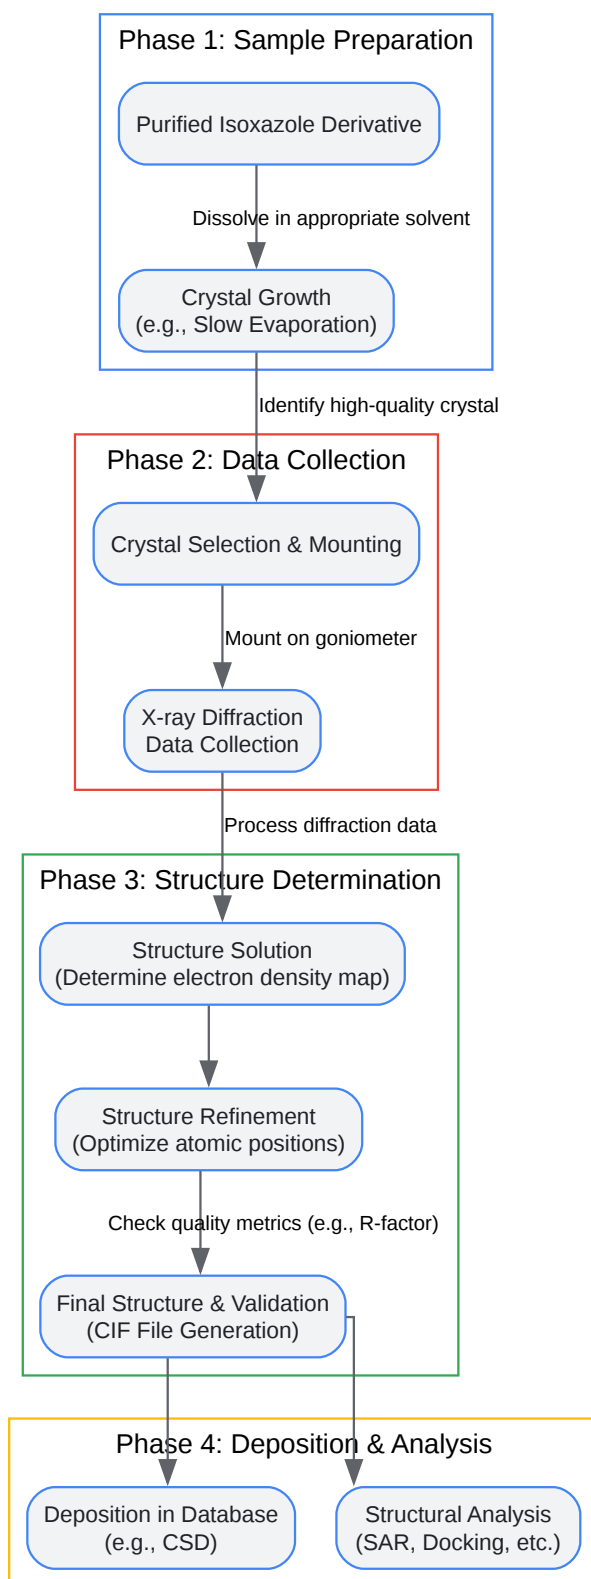 Phase 1: Sample Preparation
Purified Isoxazole Derivative
Dissolve in appropriate solvent
Crystal Growth
(e.g., Slow Evaporation)
Identify high-quality crystal
Phase 2: Data Collection
Crystal Selection & Mounting
Mount on goniometer
X-ray Diffraction
Data Collection
Process diffraction data
Phase 3: Structure Determination
Structure Solution
(Determine electron density map)
Structure Refinement
(Optimize atomic positions)
Check quality metrics (e.g., R-factor)
Final Structure & Validation
(CIF File Generation)
Phase 4: Deposition & Analysis
Deposition in Database
(e.g., CSD)
Structural Analysis
(SAR, Docking, etc.)